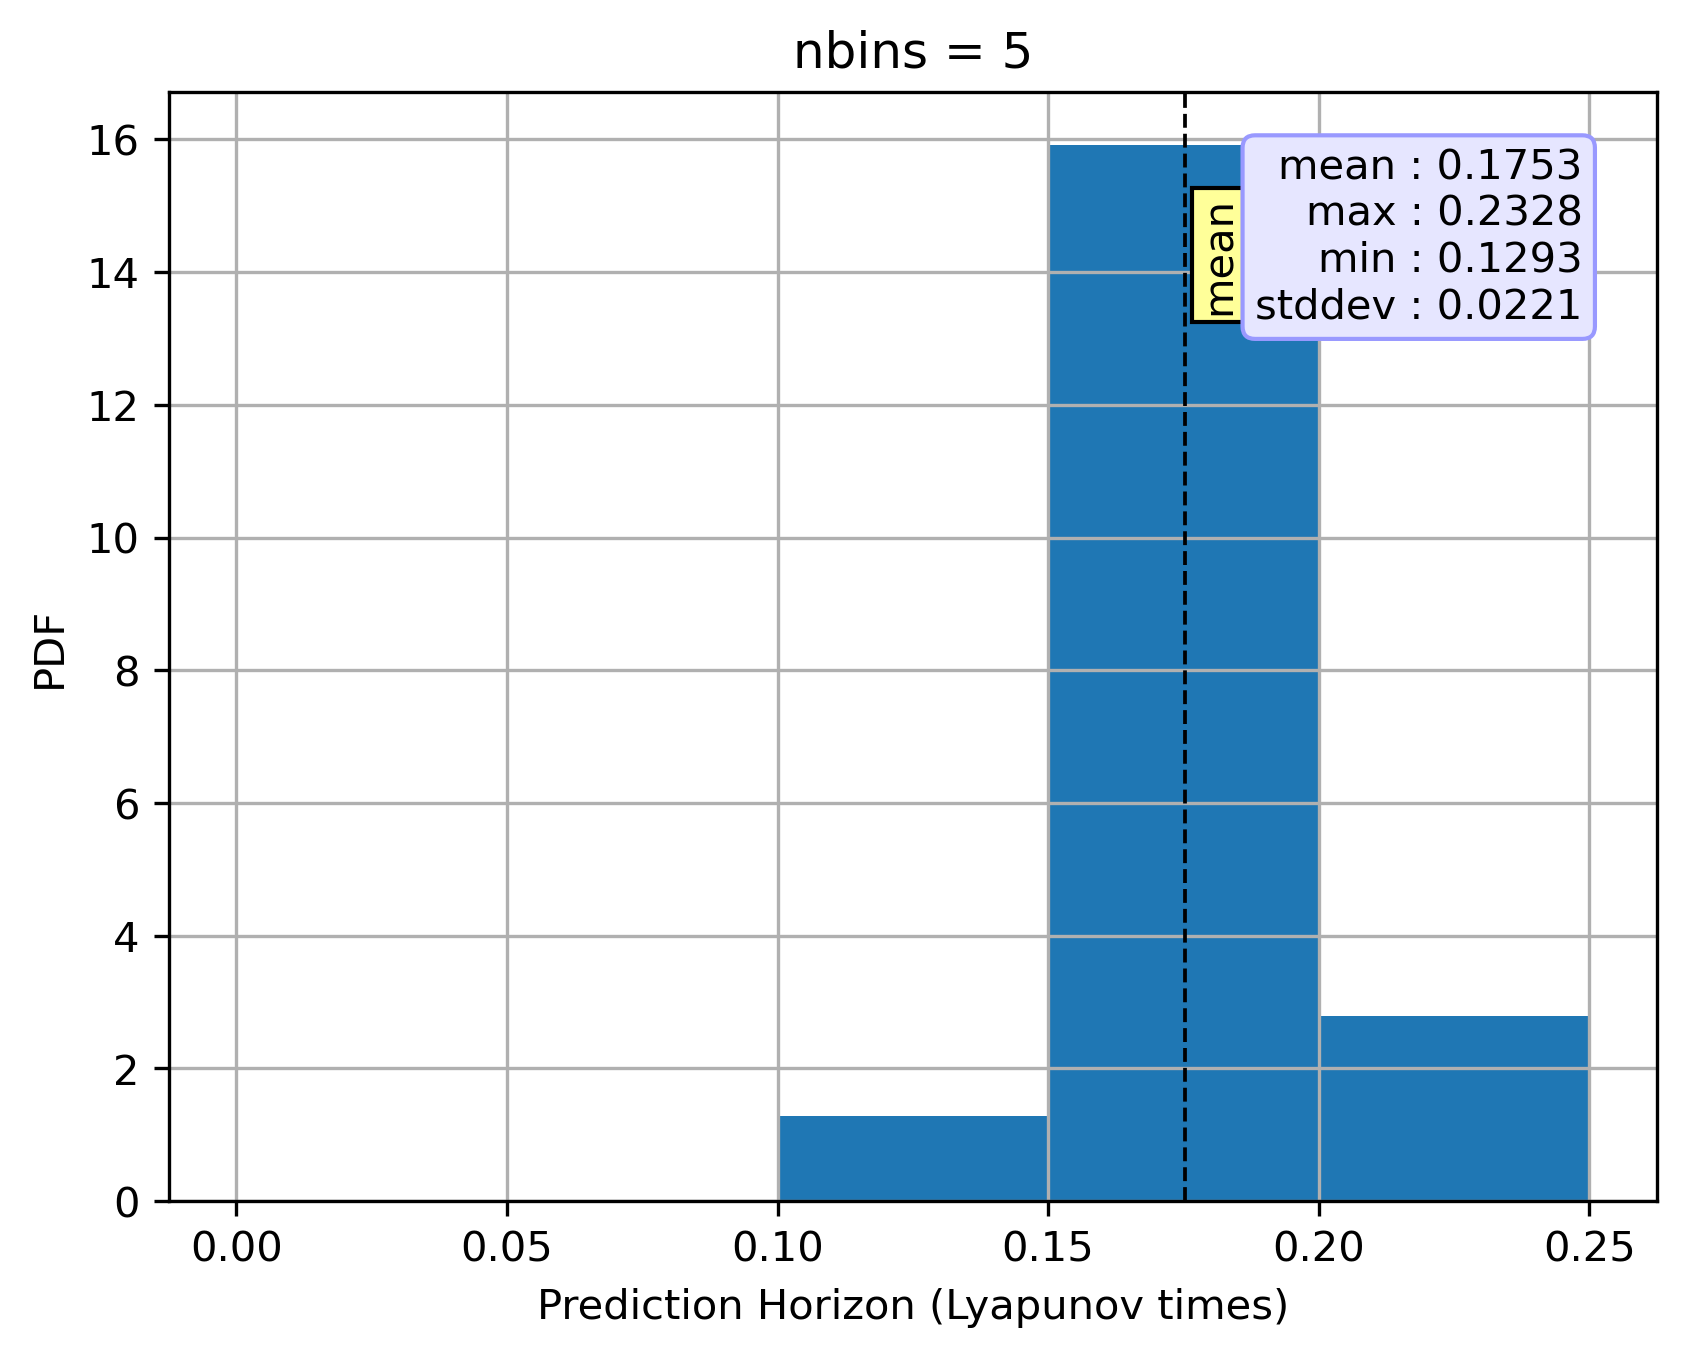 nbins = 5
16
14
12
10
8
6
4
2
0
PDF
mean
mean : 0.1753
max : 0.2328
min : 0.1293
stddev : 0.0221
0.00 0.05 0.10 0.15 0.20 0.25
Prediction Horizon (Lyapunov times)